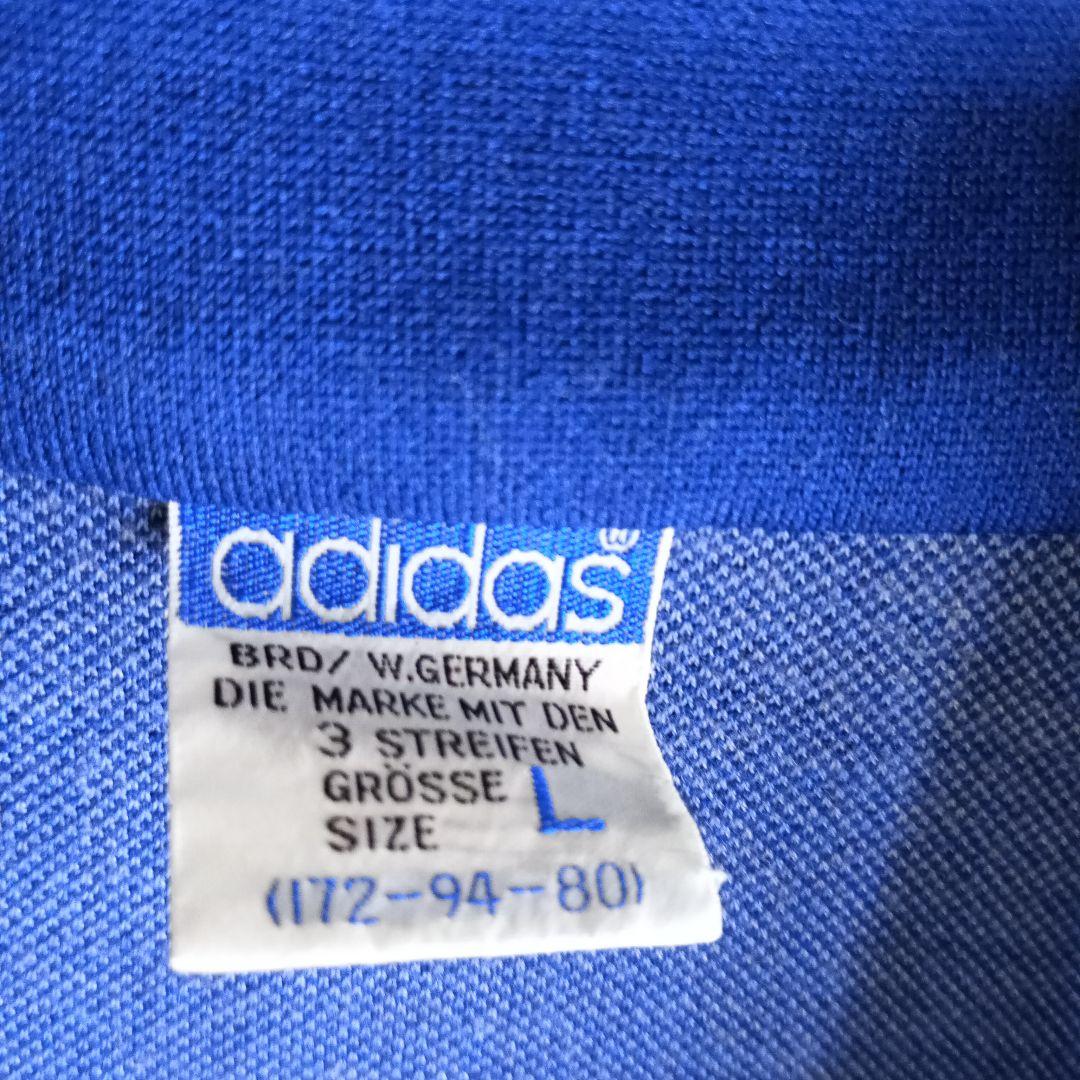 adidas®
BRD/ W.GERMANY
DIE MARKE MIT DEN
3 STREIFEN
GRÖSSE L
SIZE
(172-94-80)